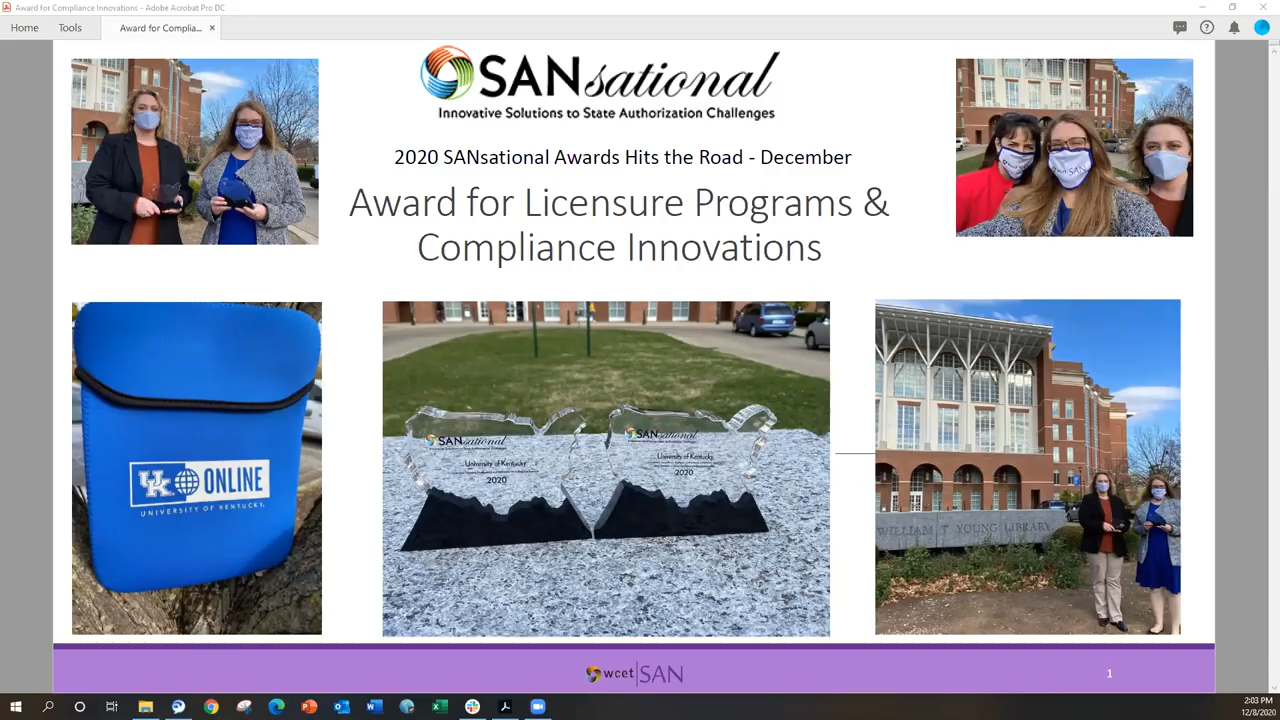 Award for Compliance Innovations - Adobe Acrobat Pro DC
Home
Tools
Award for Complia...
SANsational
Innovative Solutions to State Authorization Challenges
2020 SANsational Awards Hits the Road - December
Award for Licensure Programs &
Compliance Innovations
UK ONLINE
UNIVERSITY OF KENTUCKY.
SANsational
University of Kentucky
2020
SANsational
University of Kentucky
2020
WILLIAM T YOUNG LIBRARY
wcet|SAN
1
2:03 PM
12/8/2020